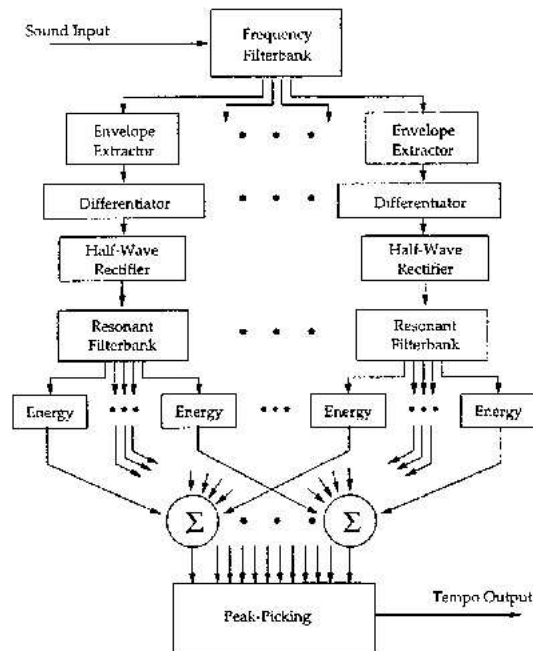 Sound Input
Frequency
Filterbank
Envelope
Extractor
Envelope
Extractor
Differentiator
Differentiator
Half-Wave
Rectifier
Half-Wave
Rectifier
Resonant
Filterbank
Resonant
Filterbank
Energy
Energy
Energy
Energy
Σ
Σ
Peak-Picking
Tempo Output